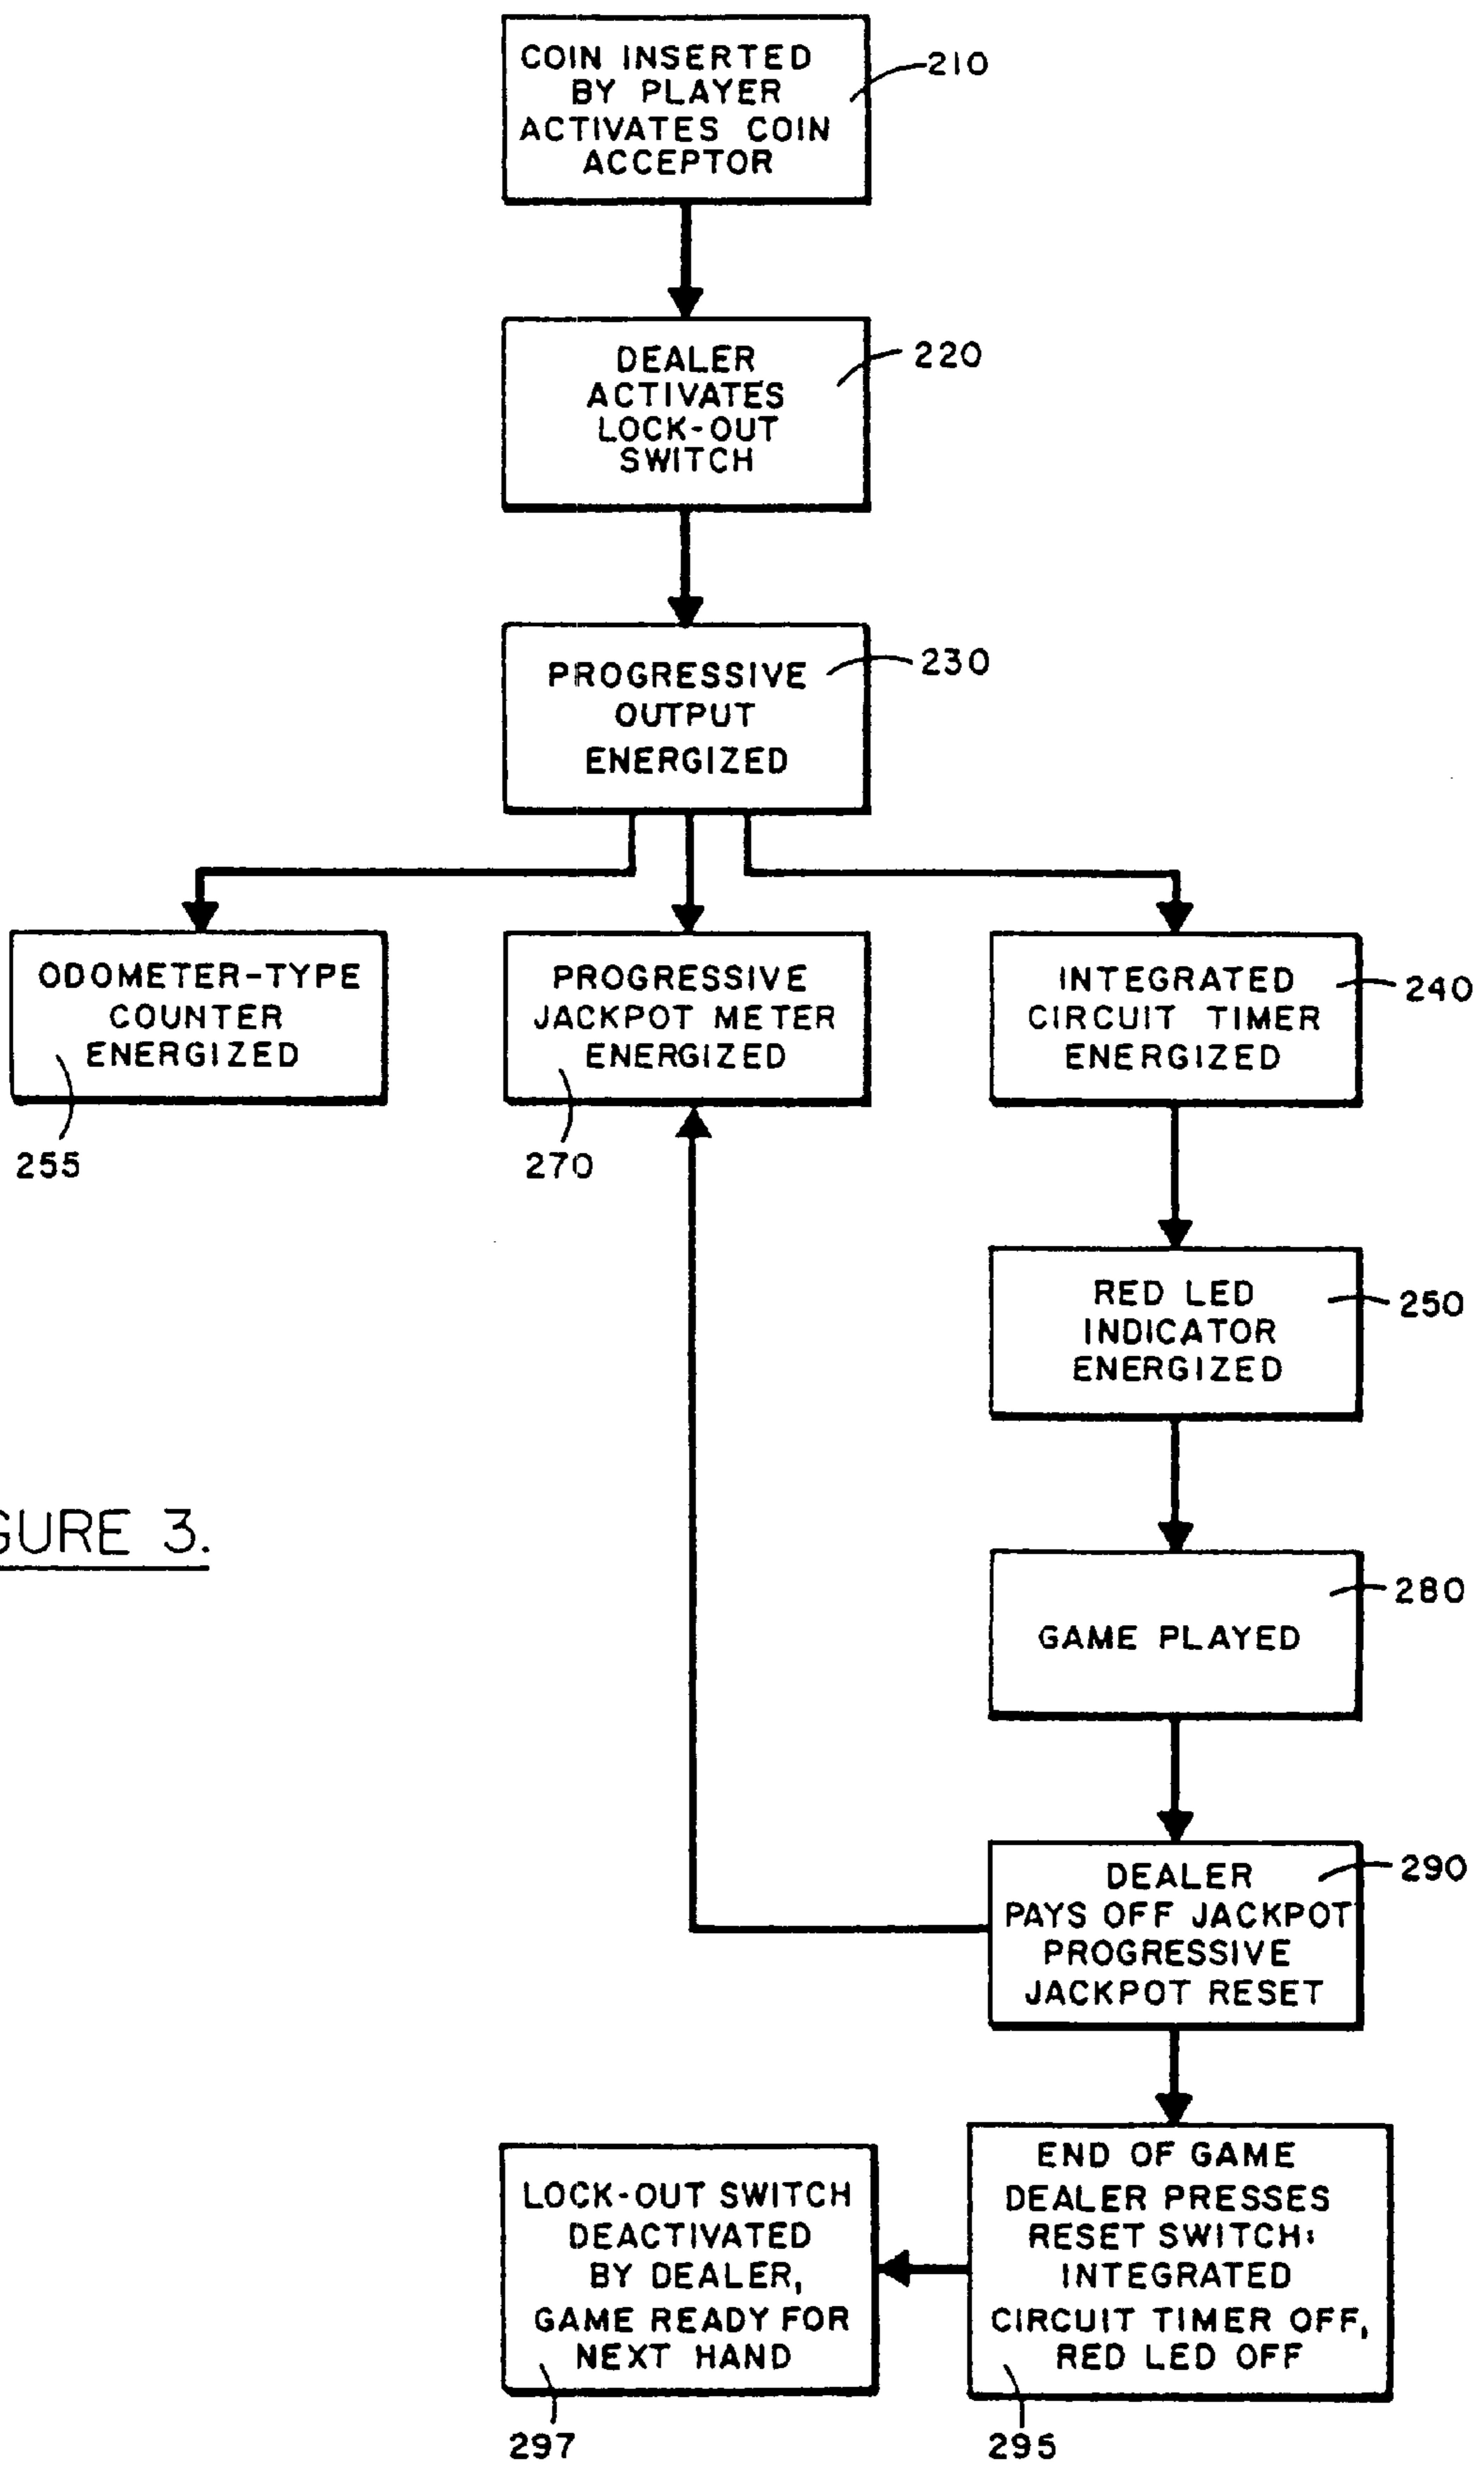 COIN INSERTED
BY PLAYER
ACTIVATES COIN
ACCEPTOR
210
DEALER
ACTIVATES
LOCK-OUT
SWITCH
220
PROGRESSIVE
OUTPUT
ENERGIZED
230
ODOMETER-TYPE
COUNTER
ENERGIZED
255
PROGRESSIVE
JACKPOT METER
ENERGIZED
270
INTEGRATED
CIRCUIT TIMER
ENERGIZED
240
RED LED
INDICATOR
ENERGIZED
250
GURE 3.
GAME PLAYED
280
DEALER
PAYS OFF JACKPOT
PROGRESSIVE
JACKPOT RESET
290
END OF GAME
DEALER PRESSES
RESET SWITCH:
INTEGRATED
CIRCUIT TIMER OFF,
RED LED OFF
295
LOCK-OUT SWITCH
DEACTIVATED
BY DEALER,
GAME READY FOR
NEXT HAND
297